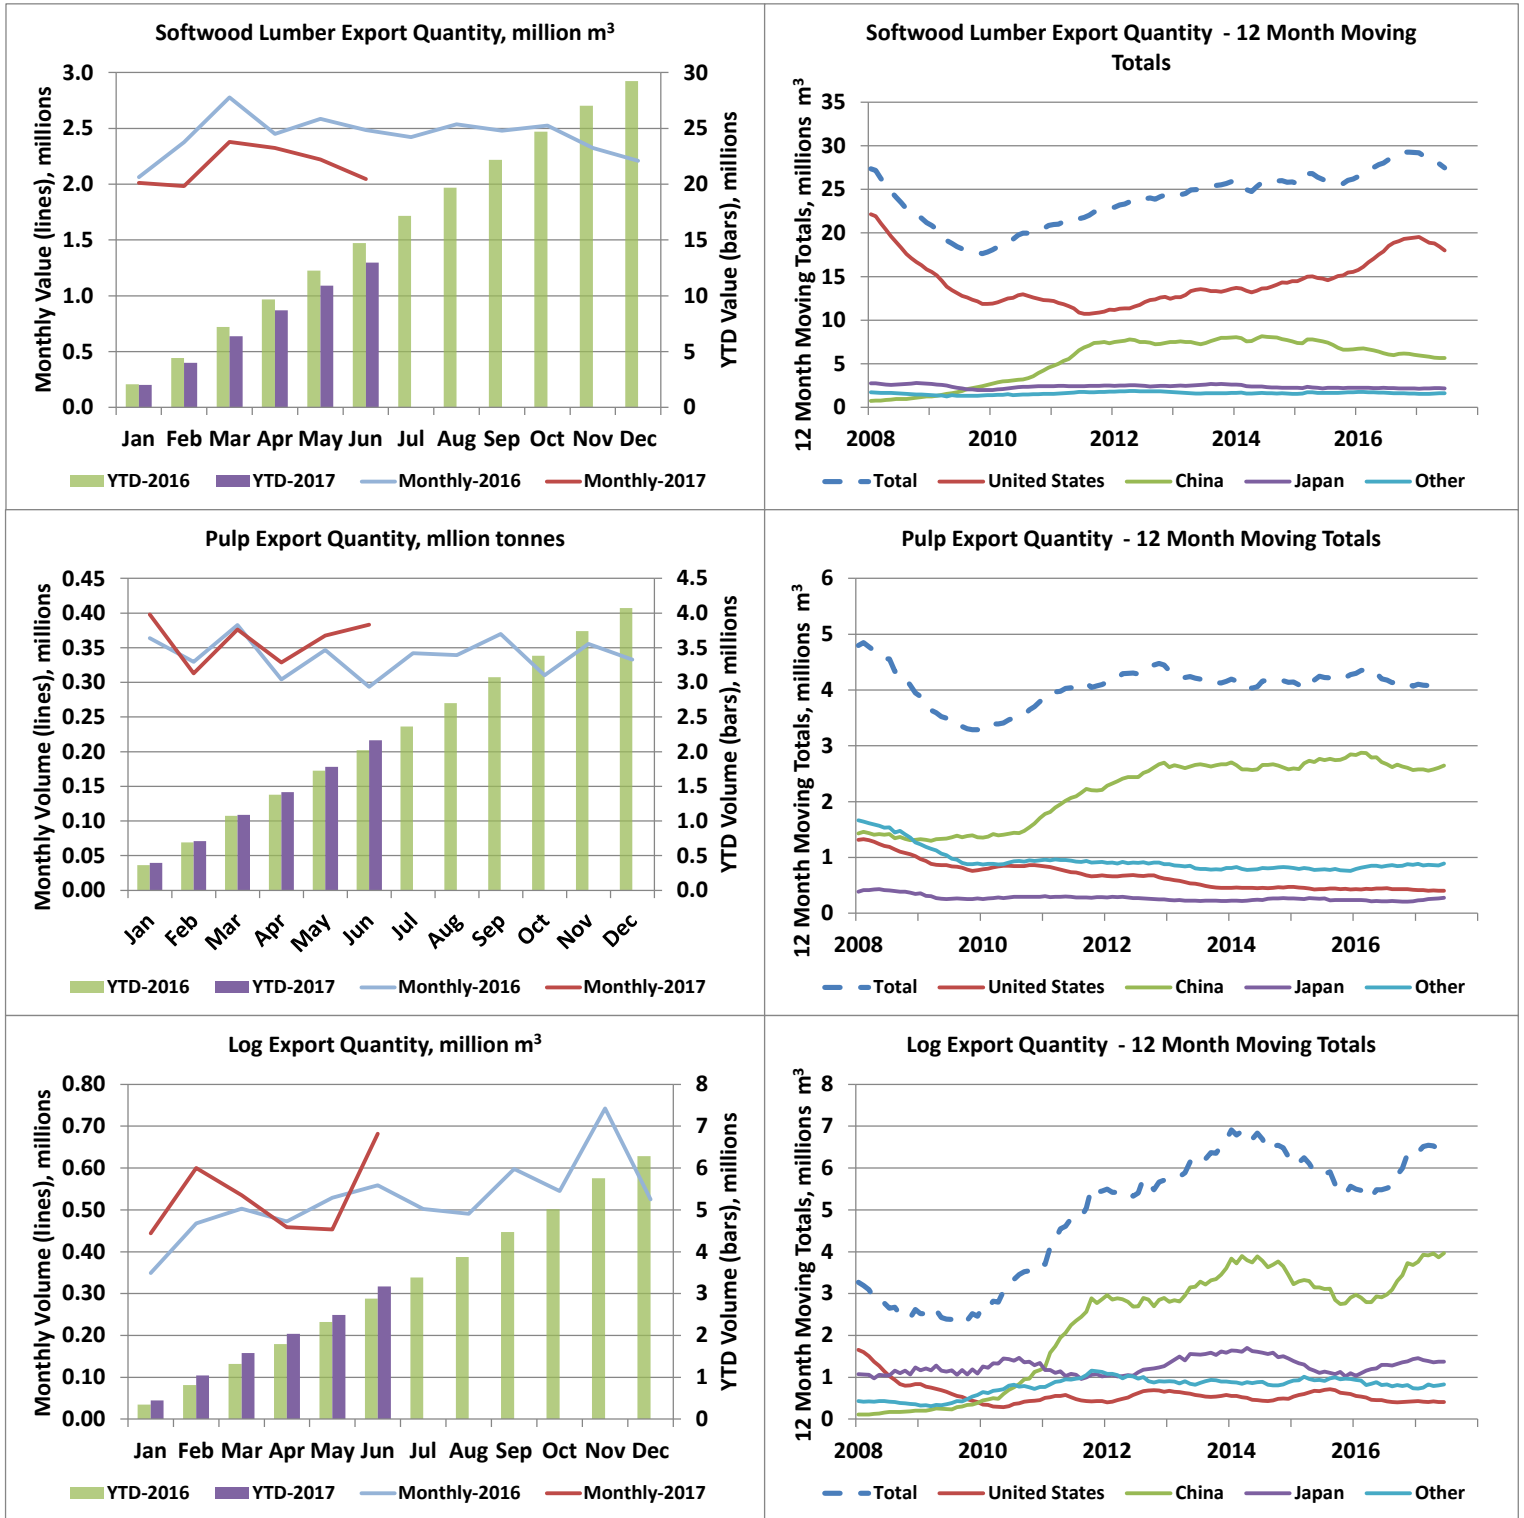 Softwood Lumber Export Quantity, million m³
Monthly Value (lines), millions
3.0
2.5
2.0
1.5
1.0
0.5
0.0
30
25
20
15
10
5
0
YTD Value (bars), millions
Jan Feb Mar Apr May Jun Jul Aug Sep Oct Nov Dec
YTD-2016 YTD-2017 Monthly-2016 Monthly-2017
Softwood Lumber Export Quantity - 12 Month Moving
Totals
12 Month Moving Totals, millions m³
35
30
25
20
15
10
5
0
2008 2010 2012 2014 2016
Total United States China Japan Other
Pulp Export Quantity, mllion tonnes
Monthly Volume (lines), millions
0.45
0.40
0.35
0.30
0.25
0.20
0.15
0.10
0.05
0.00
4.5
4.0
3.5
3.0
2.5
2.0
1.5
1.0
0.5
0.0
YTD Volume (bars), millions
Jan Feb Mar Apr May Jun Jul Aug Sep Oct Nov Dec
YTD-2016 YTD-2017 Monthly-2016 Monthly-2017
Pulp Export Quantity - 12 Month Moving Totals
12 Month Moving Totals, millions m³
6
5
4
3
2
1
0
2008 2010 2012 2014 2016
Total United States China Japan Other
Log Export Quantity, million m³
Monthly Volume (lines), millions
0.80
0.70
0.60
0.50
0.40
0.30
0.20
0.10
0.00
8
7
6
5
4
3
2
1
0
YTD Volume (bars), millions
Jan Feb Mar Apr May Jun Jul Aug Sep Oct Nov Dec
YTD-2016 YTD-2017 Monthly-2016 Monthly-2017
Log Export Quantity - 12 Month Moving Totals
12 Month Moving Totals, millions m³
8
7
6
5
4
3
2
1
0
2008 2010 2012 2014 2016
Total United States China Japan Other